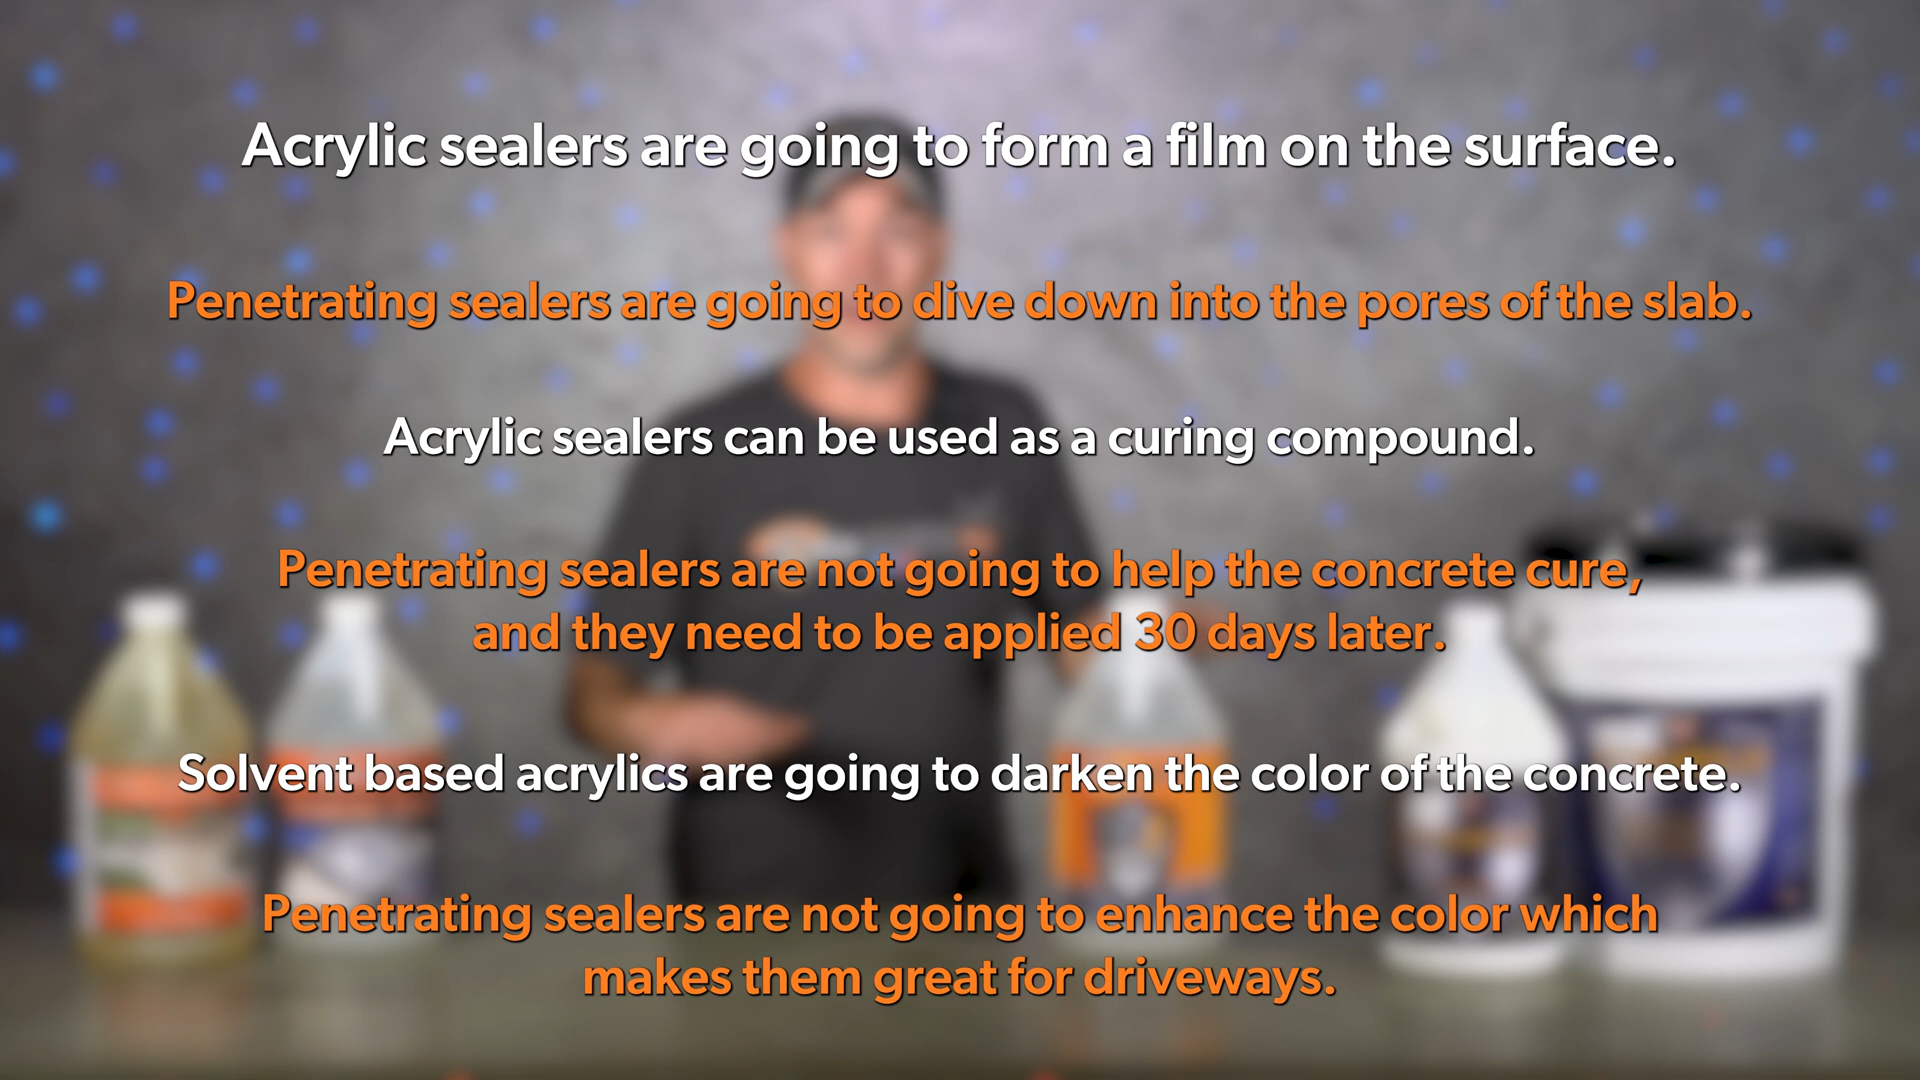 Acrylic sealers are going to form a film on the surface.
Penetrating sealers are going to dive down into the pores of the slab.
Acrylic sealers can be used as a curing compound.
Penetrating sealers are not going to help the concrete cure,
and they need to be applied 30 days later.
Solvent based acrylics are going to darken the color of the concrete.
Penetrating sealers are not going to enhance the color which
makes them great for driveways.